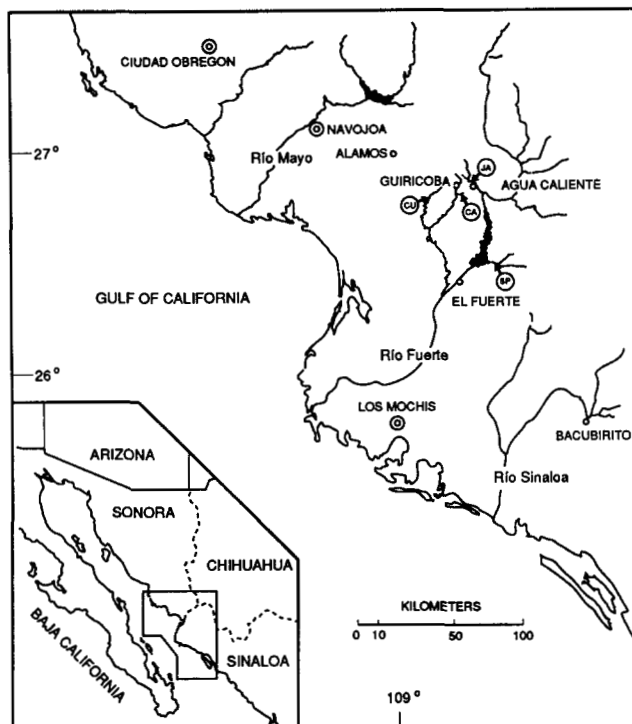 CIUDAD OBREGON
NAVOJOA
27°
Río Mayo
ALAMOS
JA
GUIRICOBA
AGUA CALIENTE
CU
CA
SP
GULF OF CALIFORNIA
EL FUERTE
Río Fuerte
26°
LOS MOCHIS
BACUBIRITO
ARIZONA
Río Sinaloa
SONORA
CHIHUAHUA
BAJA CALIFORNIA
SINALOA
KILOMETERS
0 10 50 100
109°